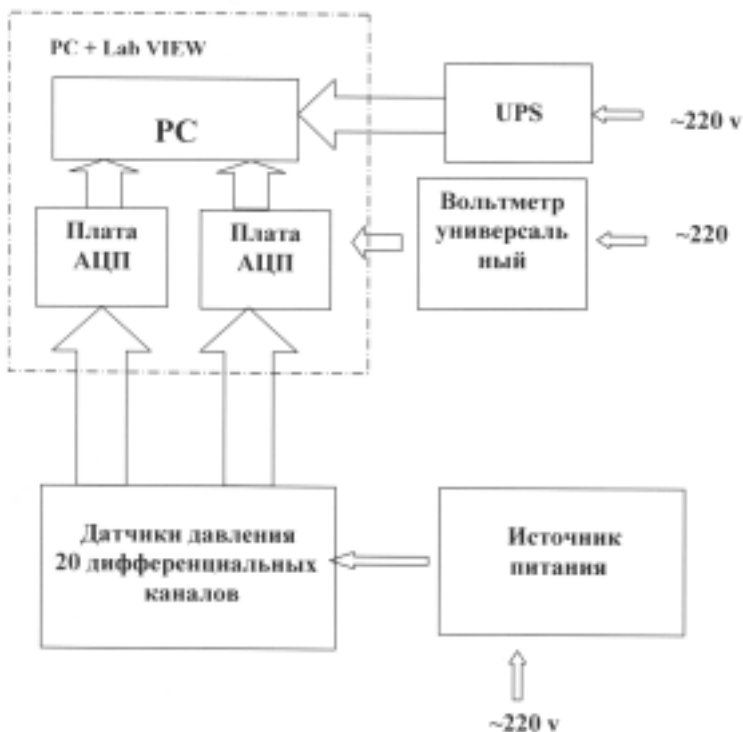 PC + Lab VIEW
PC
UPS
~220 v
Плата
АЦП
Плата
АЦП
Вольтметр
универсаль
ный
~220
Датчики давления
20 дифференциальных
каналов
Источник
питания
~220 v